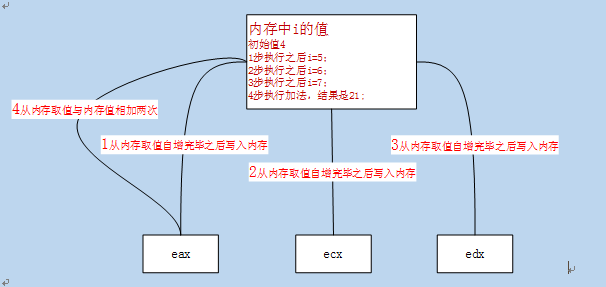 内存中i的值
初始值4
1步执行之后i=5;
2步执行之后i=6;
3步执行之后i=7;
4步执行加法，结果是21;
4从内存取值与内存值相加两次
1从内存取值自增完毕之后写入内存
3从内存取值自增完毕之后写入内存
2从内存取值自增完毕之后写入内存
eax
ecx
edx